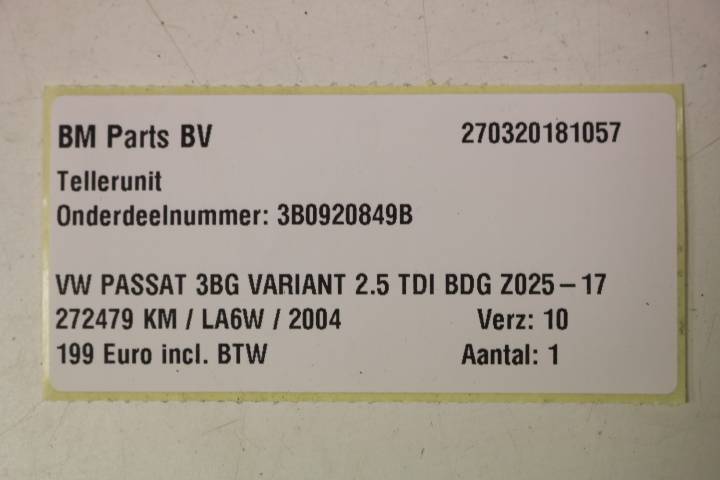 BM Parts BV 270320181057
Tellerunit
Onderdeelnummer: 3B0920849B
VW PASSAT 3BG VARIANT 2.5 TDI BDG Z025-17
272479 KM / LA6W / 2004 Verz: 10
199 Euro incl. BTW Aantal: 1